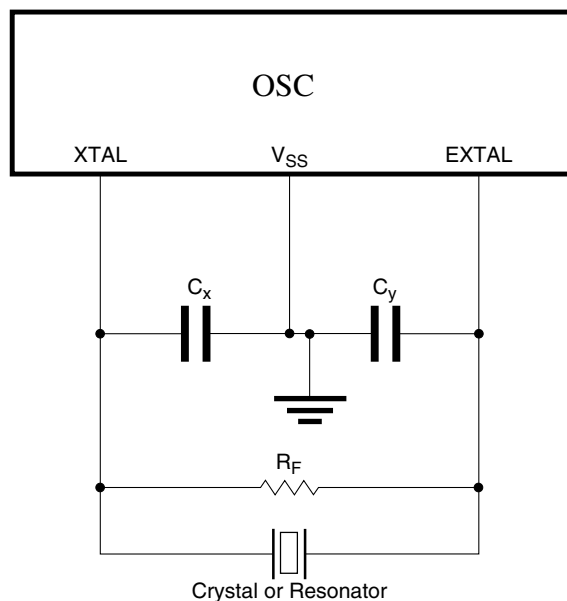 OSC
XTAL VSS EXTAL
Cx Cy
RF
Crystal or Resonator